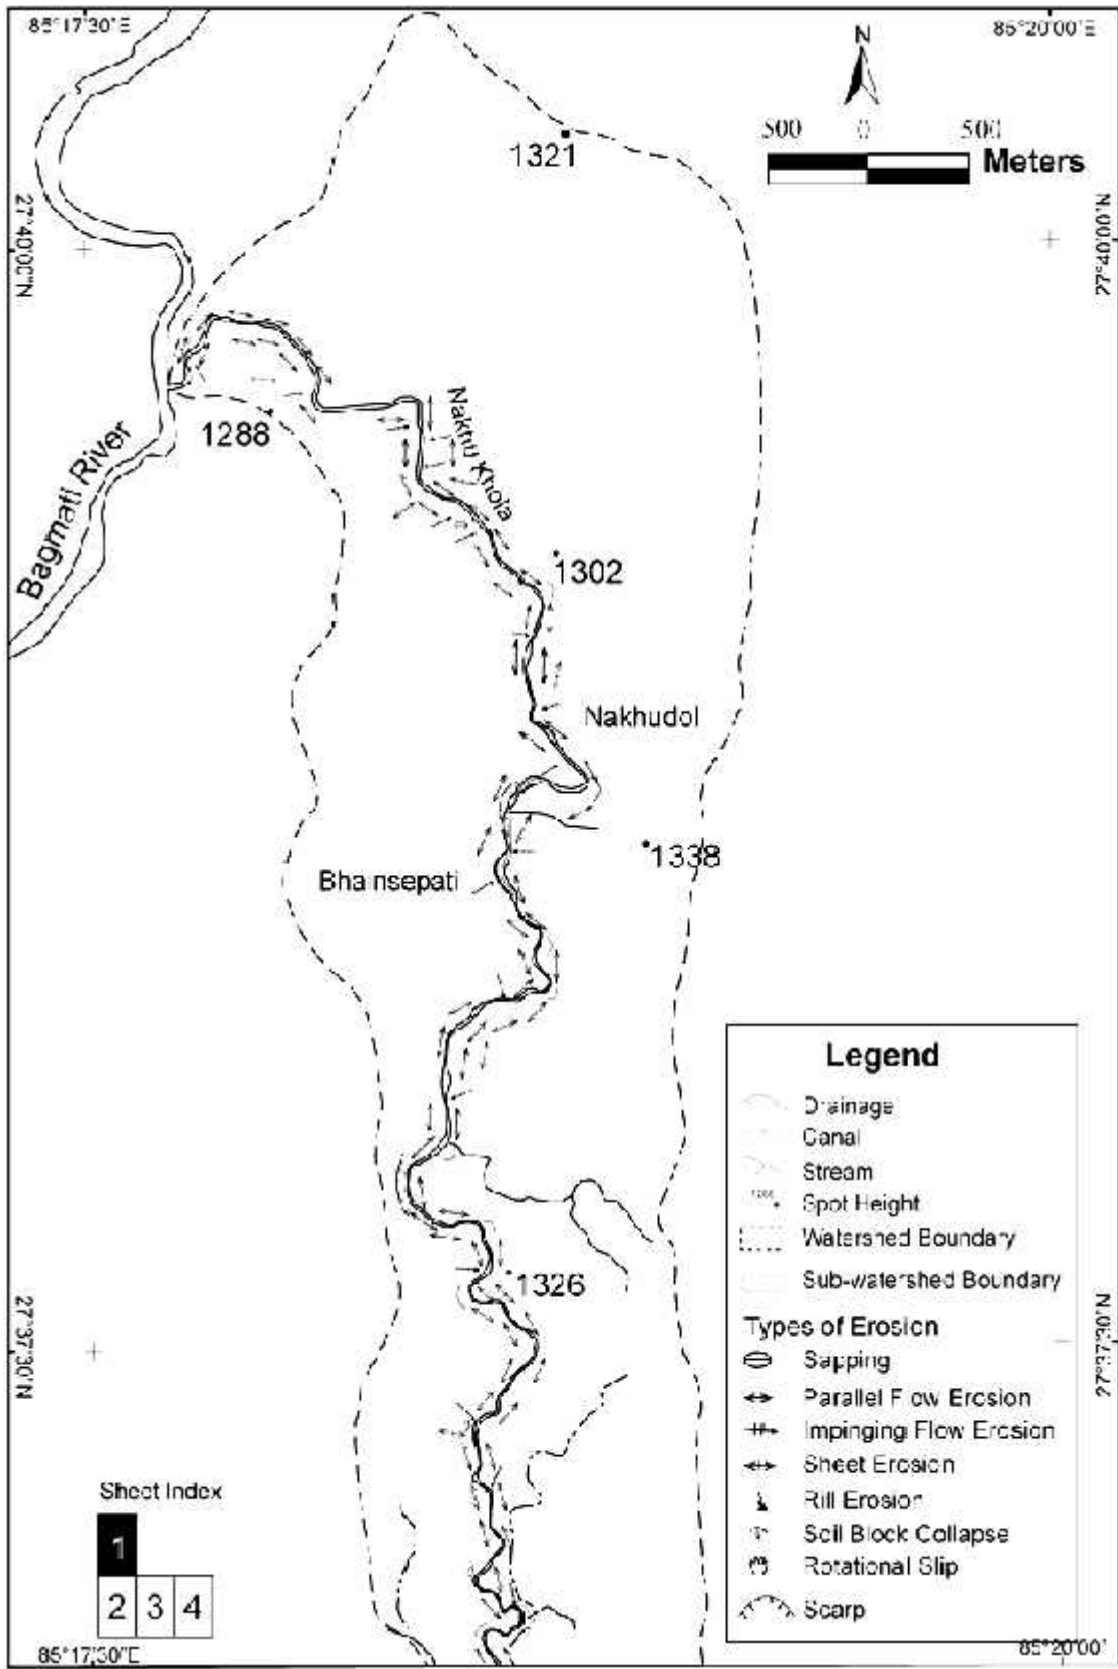 85°17'30"E
85°20'00"E
N
500 0 500
Meters
1321
27°40'00"N
27°40'00"N
1288
Nakhu Khola
Bagmati River
1302
Nakhudol
1338
Bhainsepati
1326
27°37'30"N
27°37'30"N
Legend
Drainage
Canal
Stream
Spot Height
Watershed Boundary
Sub-watershed Boundary
Types of Erosion
Sapping
Parallel Flow Erosion
Impinging Flow Erosion
Sheet Erosion
Rill Erosion
Soil Block Collapse
Rotational Slip
Scarp
Sheet Index
1
2 3 4
85°17'30"E
85°20'00"